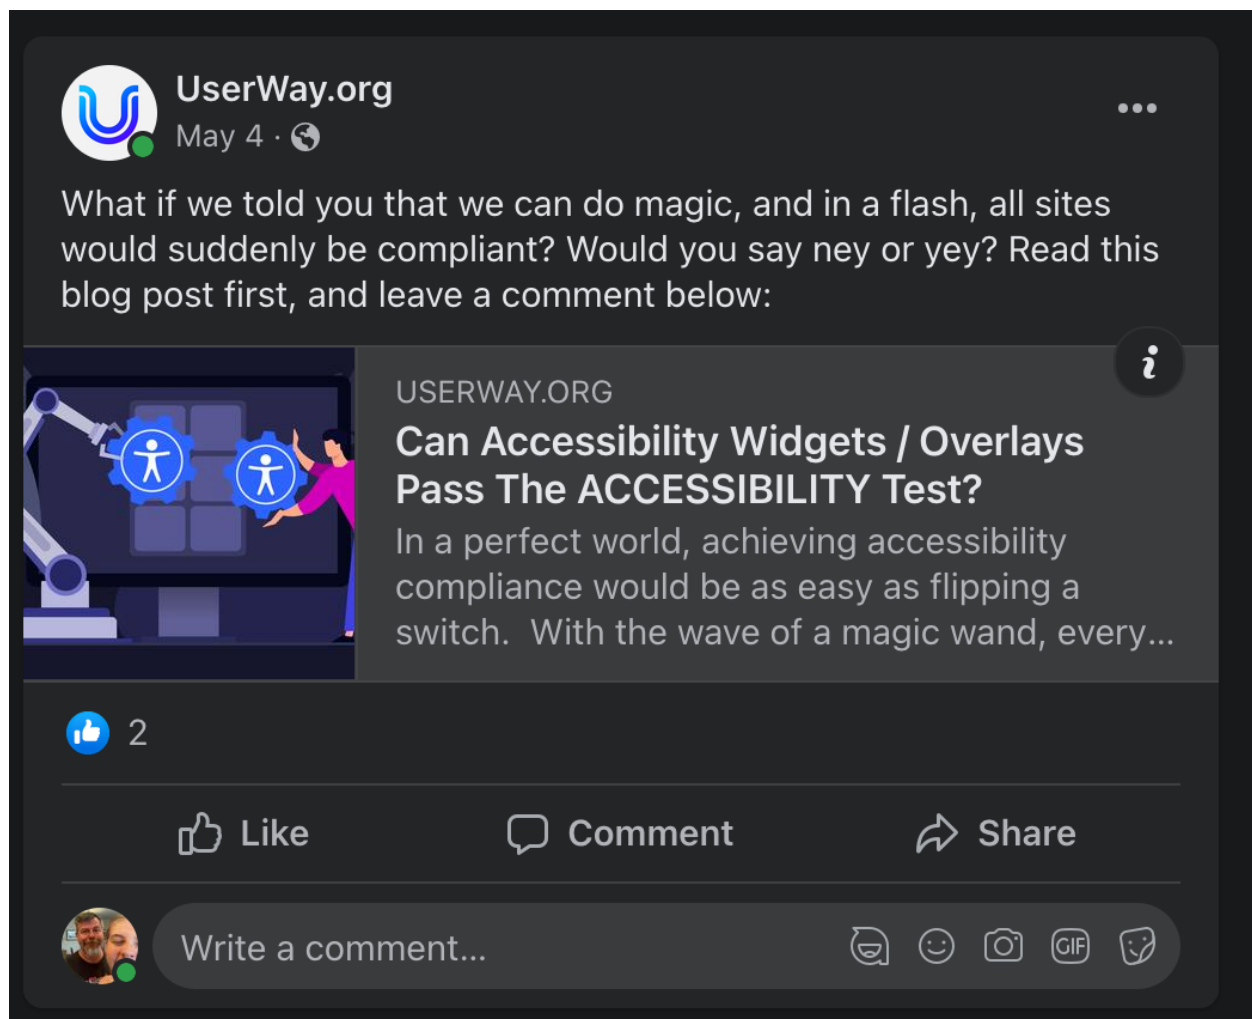 UserWay.org
May 4 ·
What if we told you that we can do magic, and in a flash, all sites
would suddenly be compliant? Would you say ney or yey? Read this
blog post first, and leave a comment below:
USERWAY.ORG
Can Accessibility Widgets / Overlays
Pass The ACCESSIBILITY Test?
In a perfect world, achieving accessibility
compliance would be as easy as flipping a
switch.  With the wave of a magic wand, every...
2
Like
Comment
Share
Write a comment...
GIF